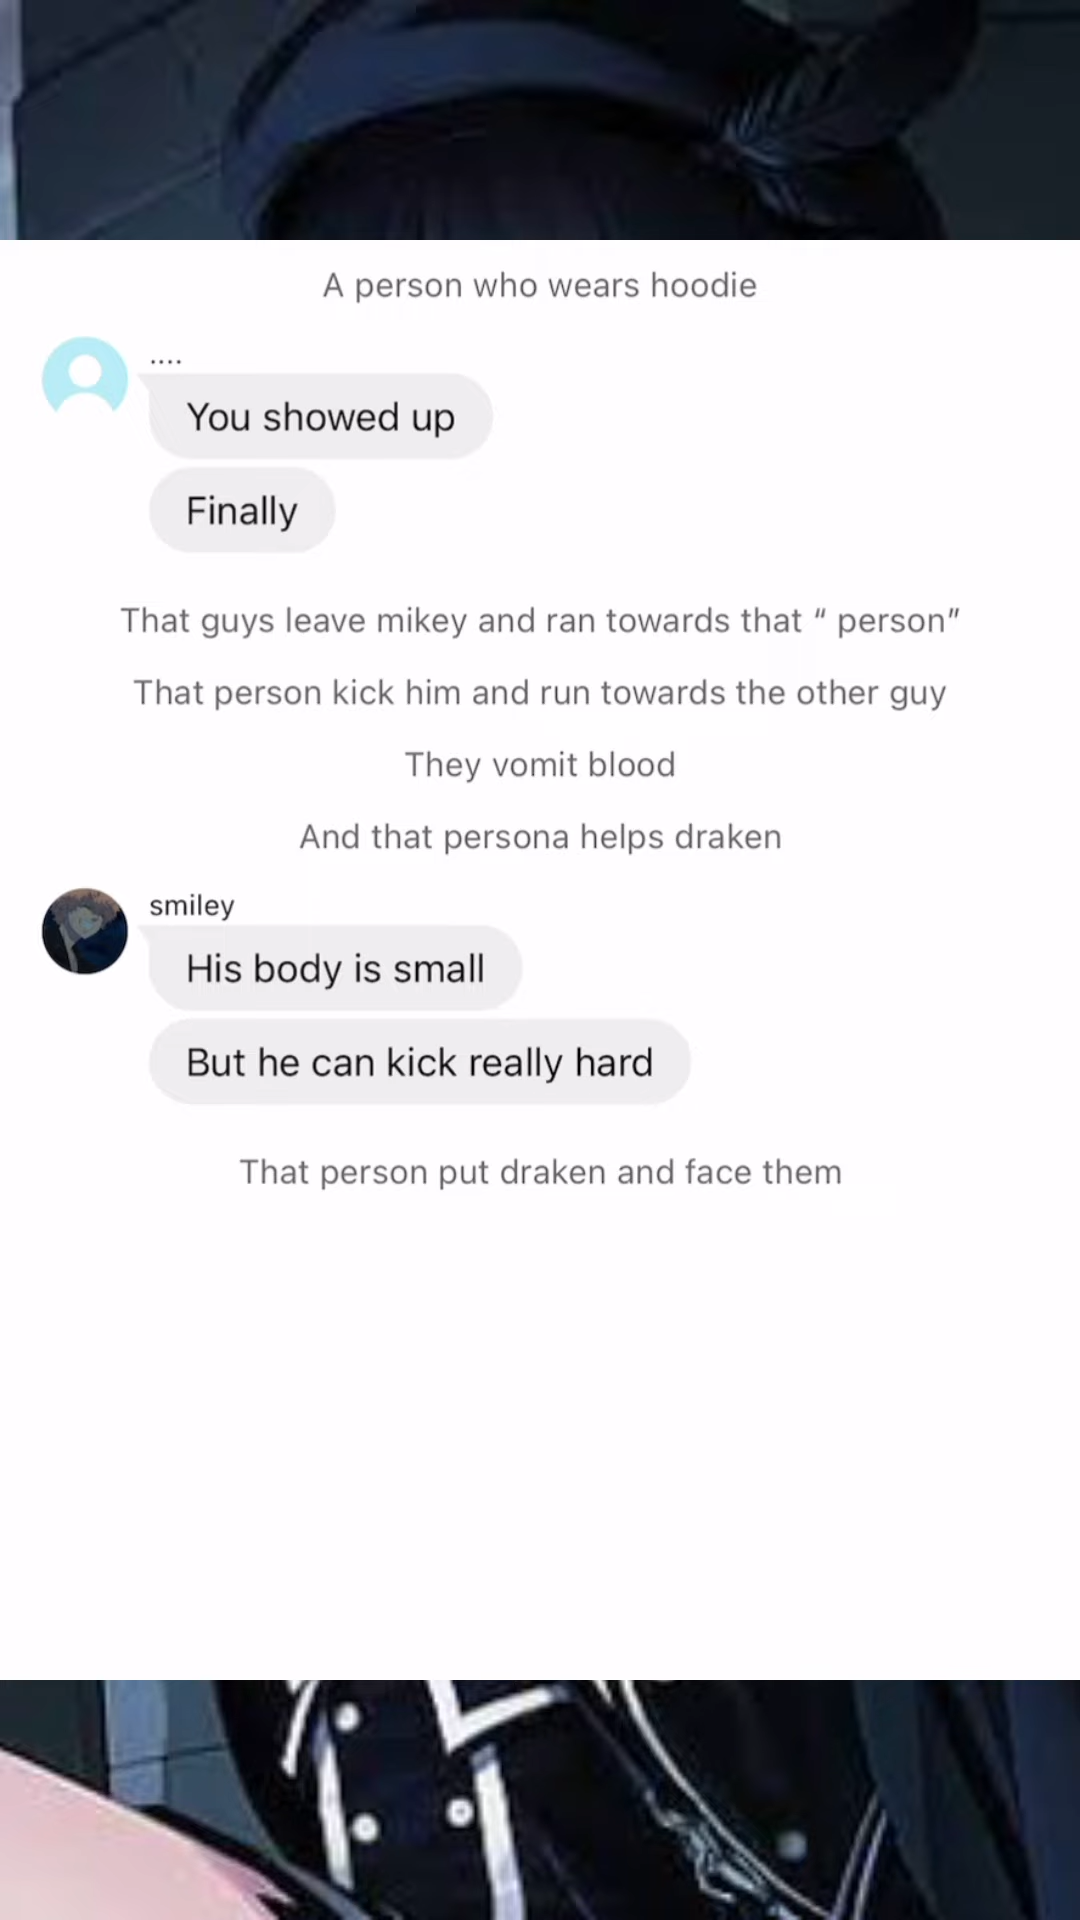 A person who wears hoodie
....
You showed up
Finally
That guys leave mikey and ran towards that “ person”
That person kick him and run towards the other guy
They vomit blood
And that persona helps draken
smiley
His body is small
But he can kick really hard
That person put draken and face them